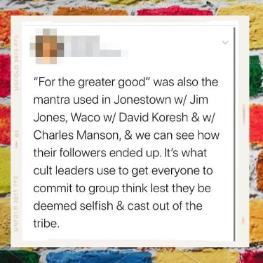 “For the greater good” was also the
mantra used in Jonestown w/ Jim
Jones, Waco w/ David Koresh & w/
Charles Manson, & we can see how
their followers ended up. It’s what
cult leaders use to get everyone to
commit to group think lest they be
deemed selfish & cast out of the
tribe.